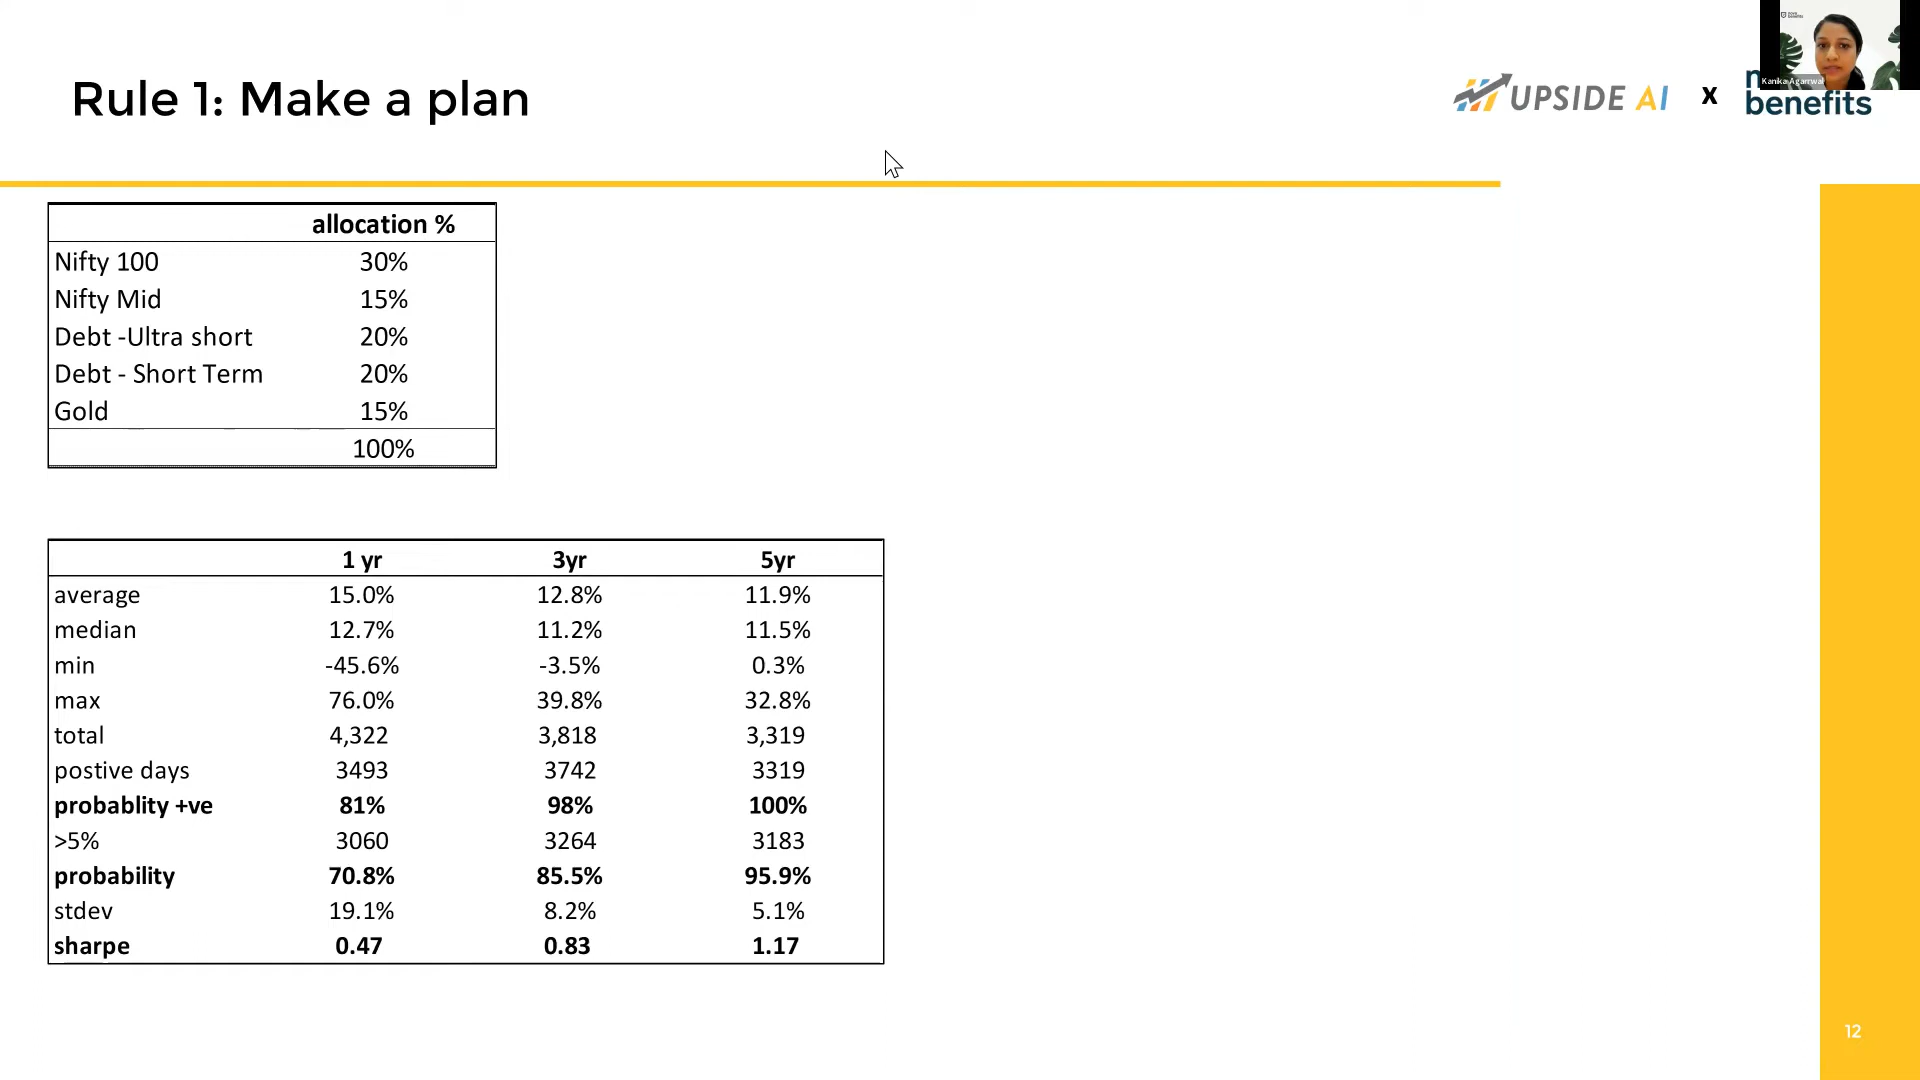 Rule 1: Make a plan
UPSIDE AI
x
benefits
Kanika Agarrwal
allocation %
Nifty 100 30%
Nifty Mid 15%
Debt -Ultra short 20%
Debt - Short Term 20%
Gold 15%
100%
1 yr 3yr 5yr
average 15.0% 12.8% 11.9%
median 12.7% 11.2% 11.5%
min -45.6% -3.5% 0.3%
max 76.0% 39.8% 32.8%
total 4,322 3,818 3,319
postive days 3493 3742 3319
probablity +ve 81% 98% 100%
>5% 3060 3264 3183
probability 70.8% 85.5% 95.9%
stdev 19.1% 8.2% 5.1%
sharpe 0.47 0.83 1.17
12